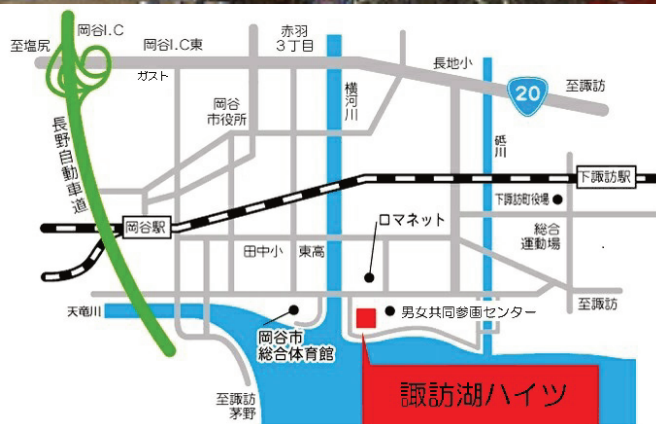 岡谷I.C
至塩尻
岡谷I.C東
赤羽
3丁目
ガスト
長地小
20
至諏訪
岡谷
市役所
横河川
砥川
長野自動車道
下諏訪駅
下諏訪町役場
岡谷駅
ロマネット
総合
運動場
田中小
東高
天竜川
至諏訪
男女共同参画センター
岡谷市
総合体育館
諏訪湖ハイツ
至諏訪
茅野